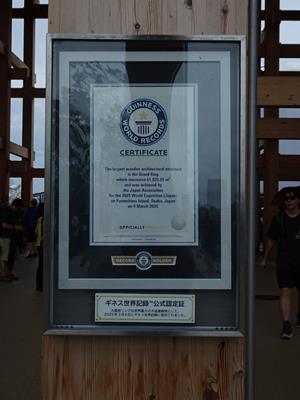 GUINNESS
WORLD
RECORDS
CERTIFICATE
The largest wooden architectural structure
is the Grand Ring
which measures 61,035.55 m²
and was achieved by
the Japan Association
for the 2025 World Exposition (Japan)
on Yumeshima Island, Osaka, Japan
on 4 March 2025
OFFICIALLY
RECORD HOLDER
ギネス世界記録™公式認定証